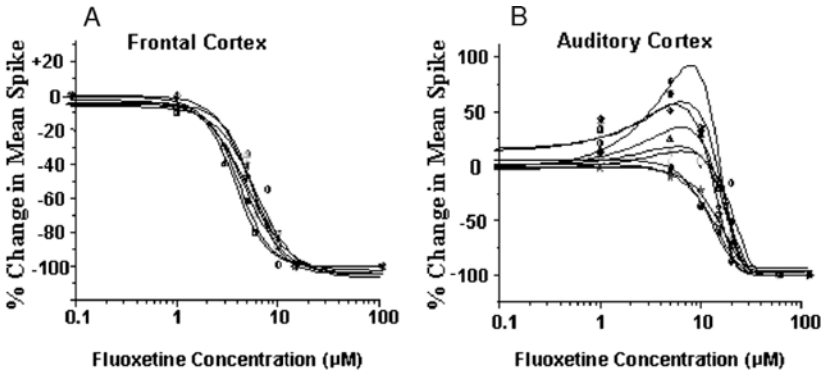 A
Frontal Cortex
% Change in Mean Spike
+20
0
-20
-40
-60
-80
-100
0.1
1
10
100
Fluoxetine Concentration (µM)
B
Auditory Cortex
% Change in Mean Spike
100
50
0
-50
-100
0.1
1
10
100
Fluoxetine Concentration (µM)